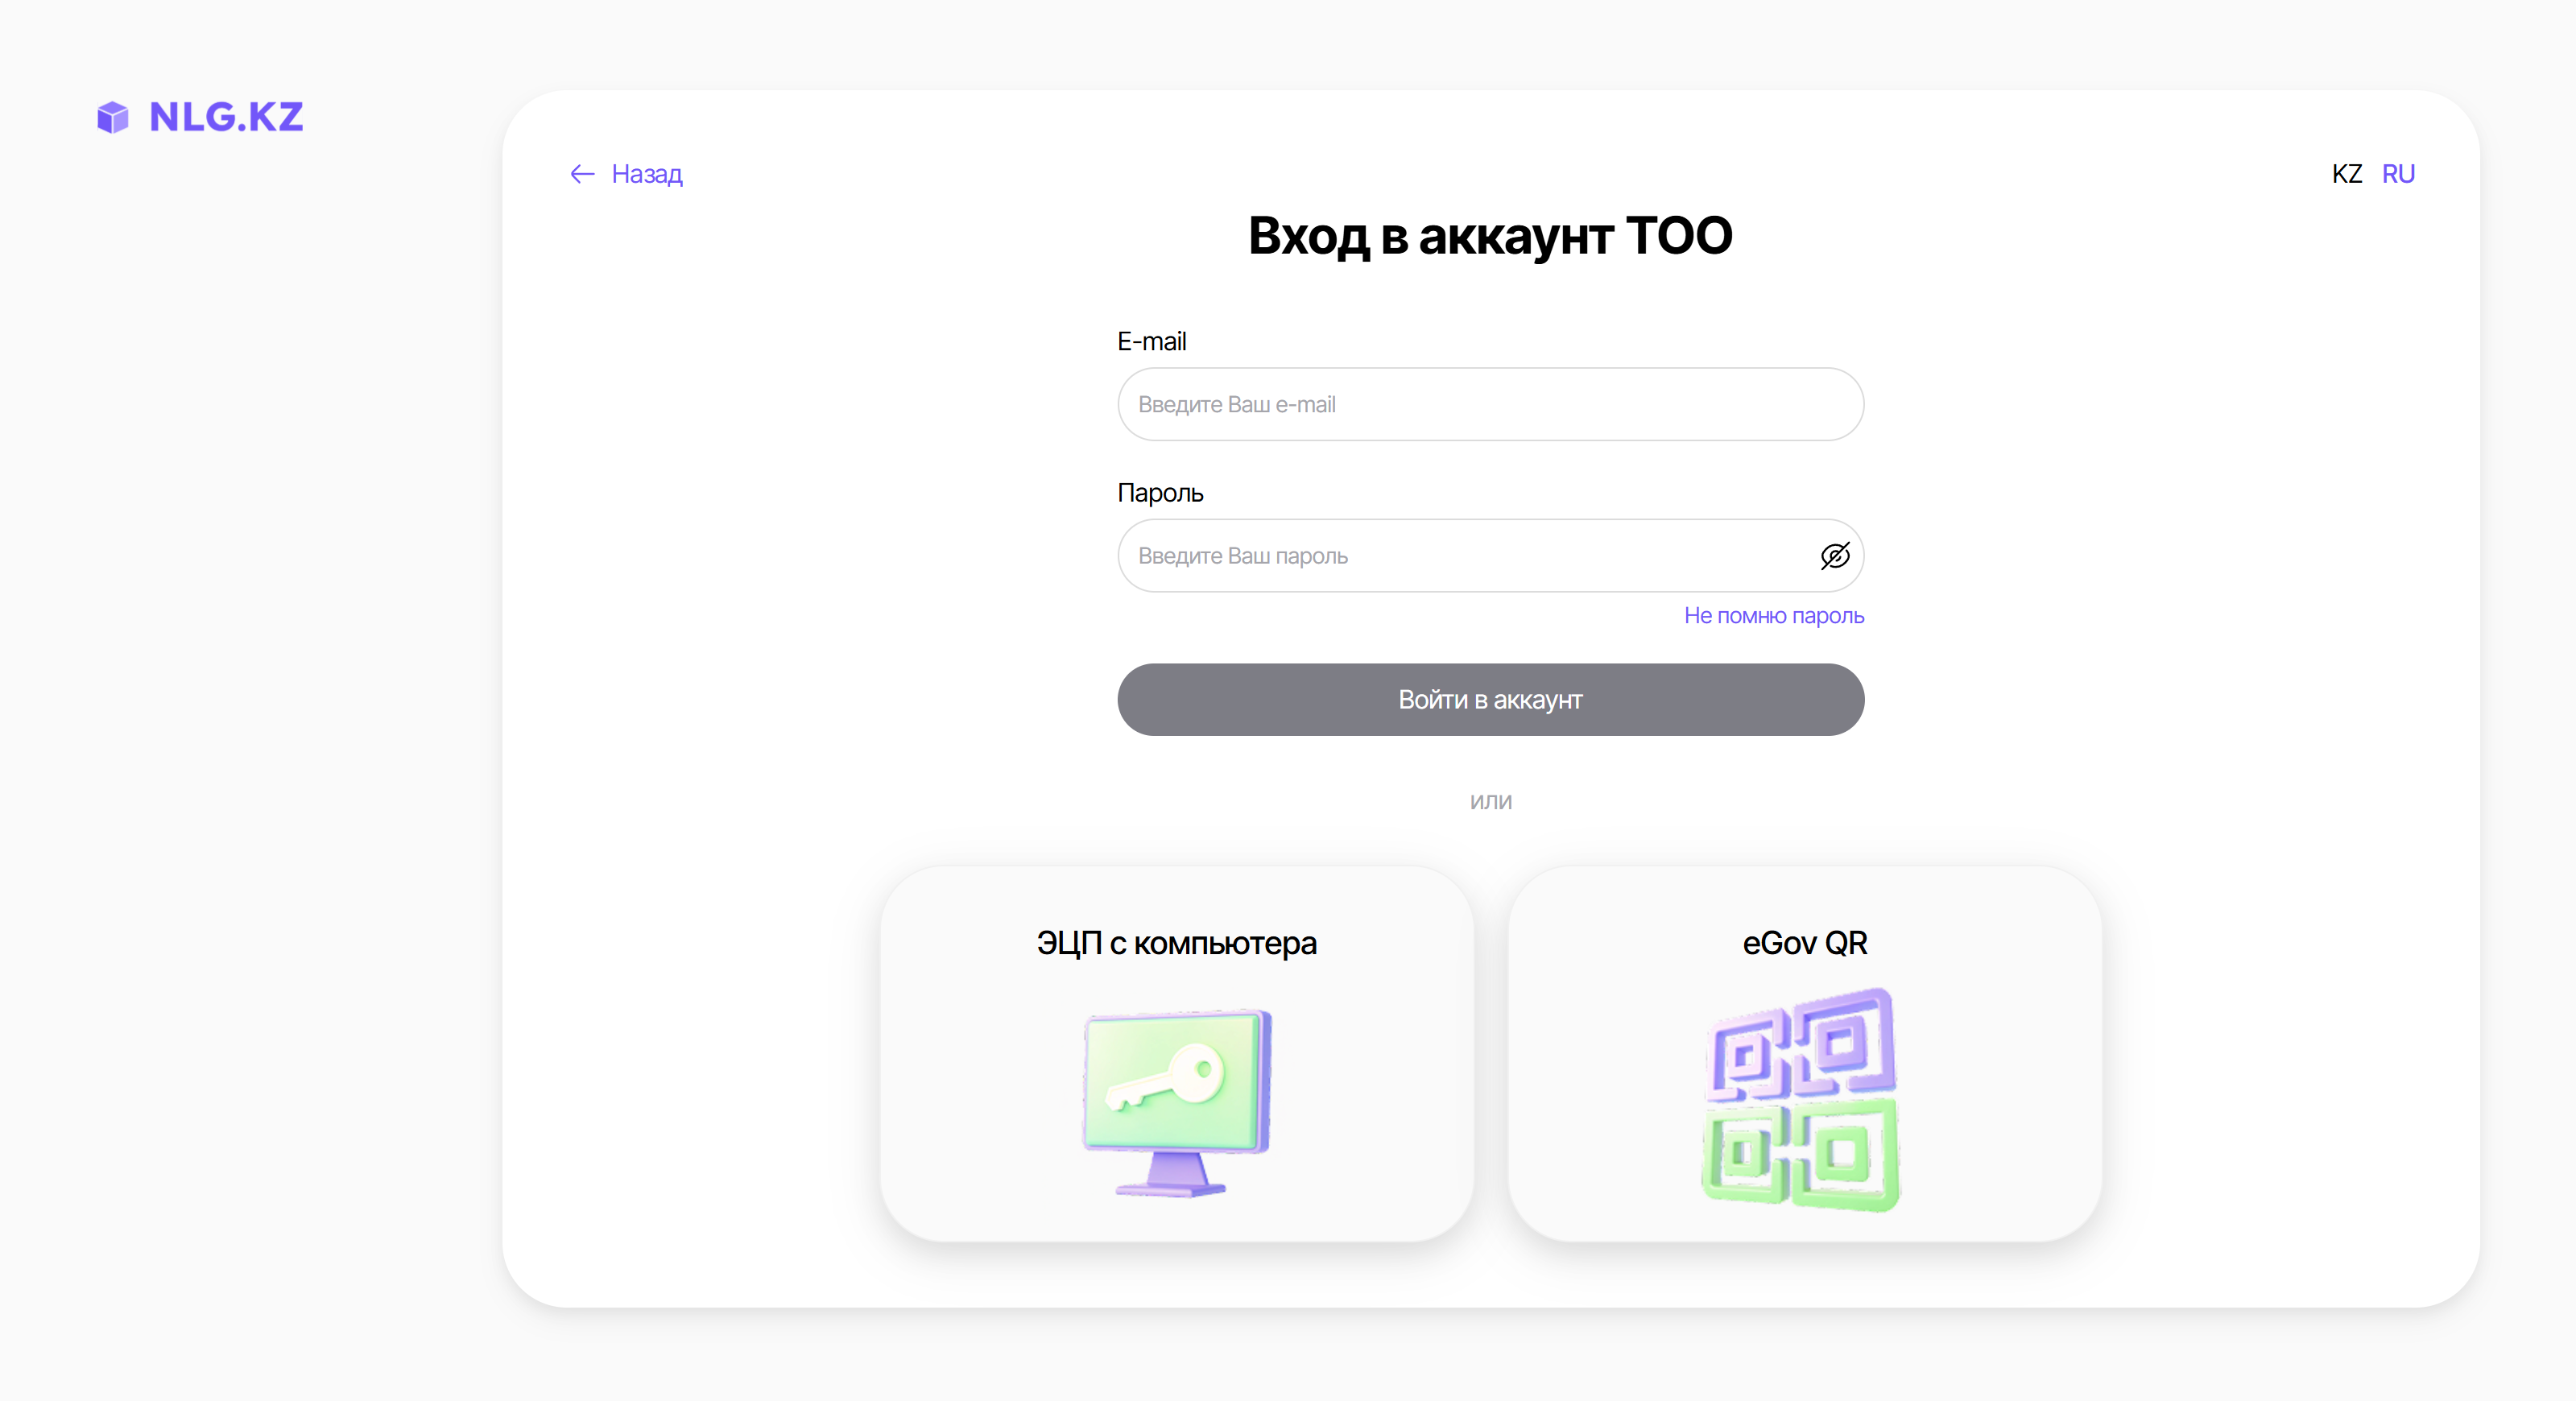 NLG.KZ
Назад
KZ RU
Вход в аккаунт ТОО
E-mail
Введите Ваш e-mail
Пароль
Введите Ваш пароль
Не помню пароль
Войти в аккаунт
или
ЭЦП с компьютера
eGov QR